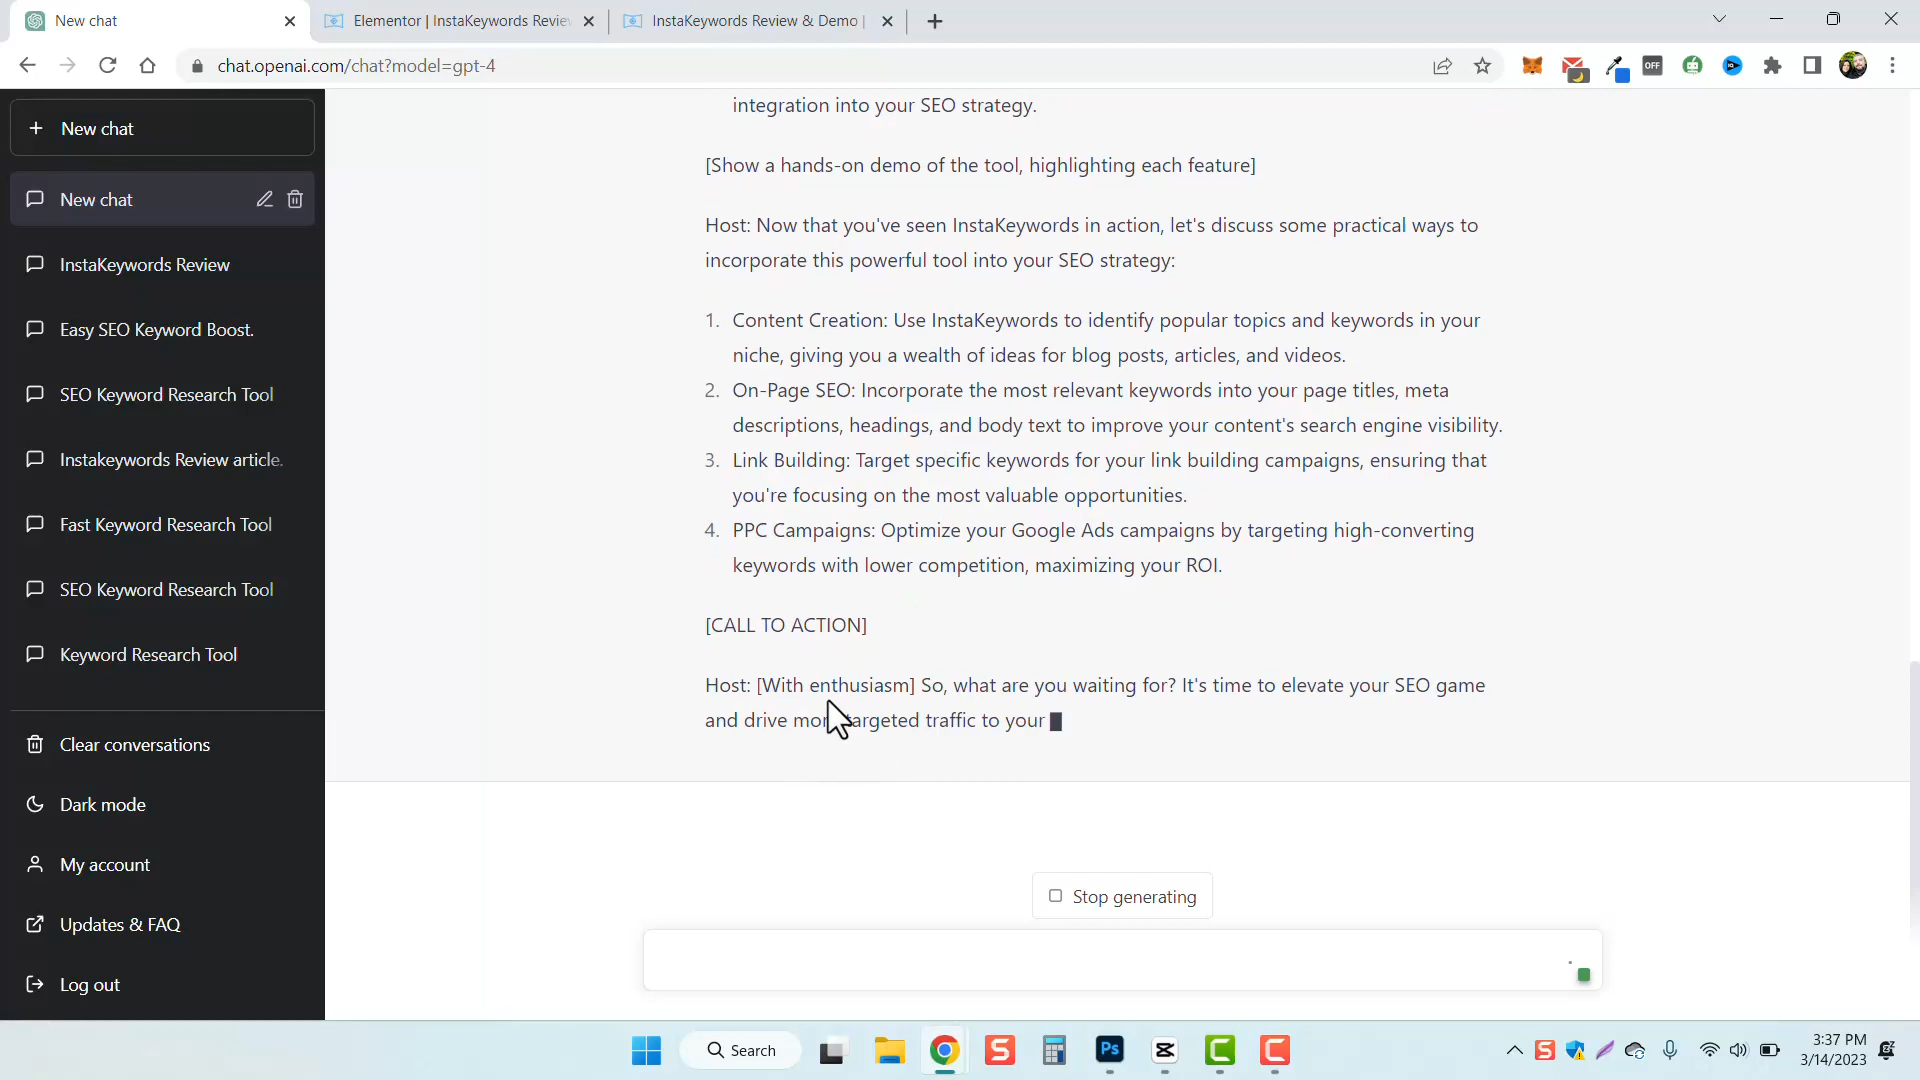 New chat
Elementor | InstaKeywords Revie
InstaKeywords Review & Demo |
chat.openai.com/chat?model=gpt-4
OFF
New chat
New chat
InstaKeywords Review
Easy SEO Keyword Boost.
SEO Keyword Research Tool
Instakeywords Review article.
Fast Keyword Research Tool
SEO Keyword Research Tool
Keyword Research Tool
Clear conversations
Dark mode
My account
Updates & FAQ
Log out
integration into your SEO strategy.
[Show a hands-on demo of the tool, highlighting each feature]
Host: Now that you've seen InstaKeywords in action, let's discuss some practical ways to
incorporate this powerful tool into your SEO strategy:
1. Content Creation: Use InstaKeywords to identify popular topics and keywords in your
niche, giving you a wealth of ideas for blog posts, articles, and videos.
2. On-Page SEO: Incorporate the most relevant keywords into your page titles, meta
descriptions, headings, and body text to improve your content's search engine visibility.
3. Link Building: Target specific keywords for your link building campaigns, ensuring that
you're focusing on the most valuable opportunities.
4. PPC Campaigns: Optimize your Google Ads campaigns by targeting high-converting
keywords with lower competition, maximizing your ROI.
[CALL TO ACTION]
Host: [With enthusiasm] So, what are you waiting for? It's time to elevate your SEO game
and drive more targeted traffic to your
Stop generating
Search
Ps
3:37 PM
3/14/2023